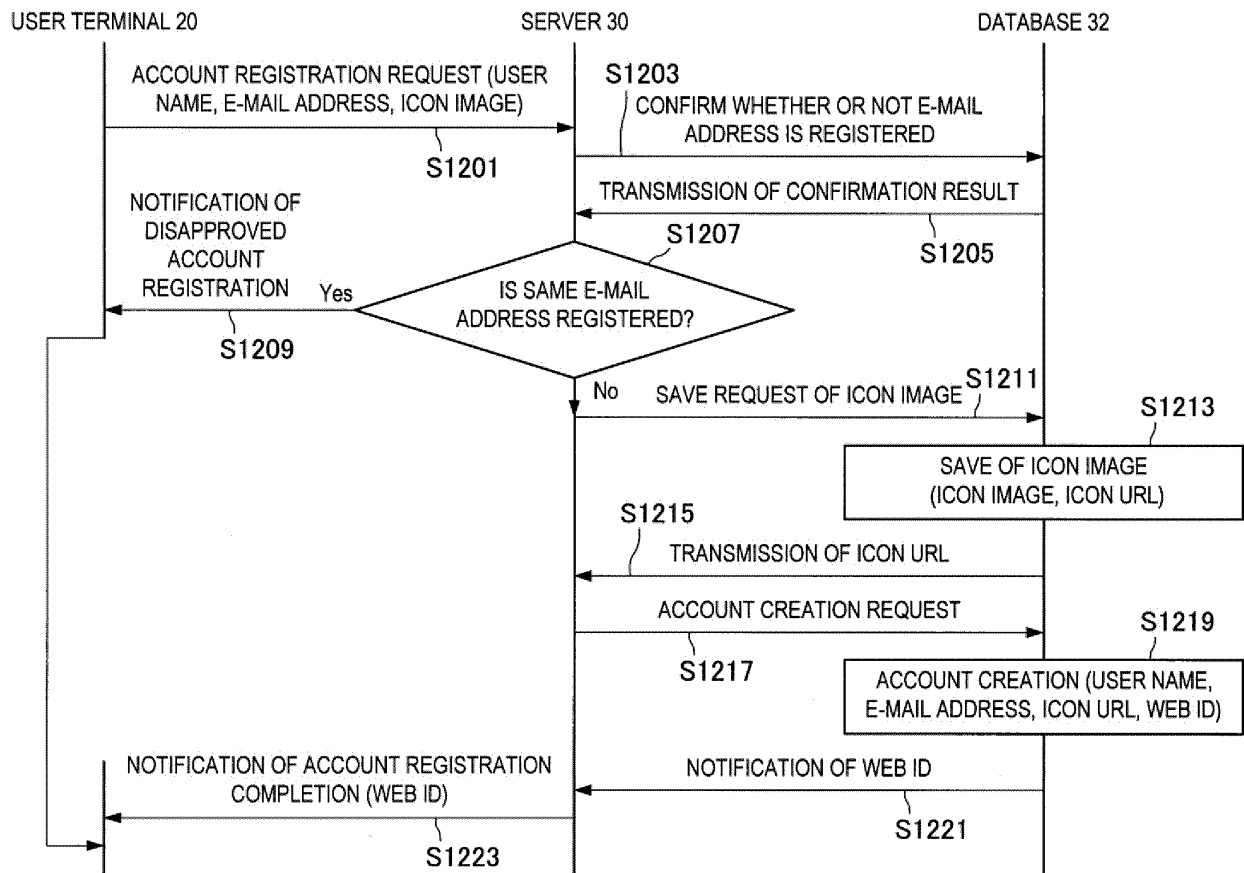 USER TERMINAL 20
SERVER 30
DATABASE 32
ACCOUNT REGISTRATION REQUEST (USER
NAME, E-MAIL ADDRESS, ICON IMAGE)
S1201
S1203
CONFIRM WHETHER OR NOT E-MAIL
ADDRESS IS REGISTERED
TRANSMISSION OF CONFIRMATION RESULT
S1205
S1207
IS SAME E-MAIL
ADDRESS REGISTERED?
NOTIFICATION OF
DISAPPROVED
ACCOUNT
REGISTRATION
Yes
S1209
No
SAVE REQUEST OF ICON IMAGE
S1211
S1213
SAVE OF ICON IMAGE
(ICON IMAGE, ICON URL)
S1215
TRANSMISSION OF ICON URL
ACCOUNT CREATION REQUEST
S1217
S1219
ACCOUNT CREATION (USER NAME,
E-MAIL ADDRESS, ICON URL, WEB ID)
NOTIFICATION OF WEB ID
S1221
NOTIFICATION OF ACCOUNT REGISTRATION
COMPLETION (WEB ID)
S1223